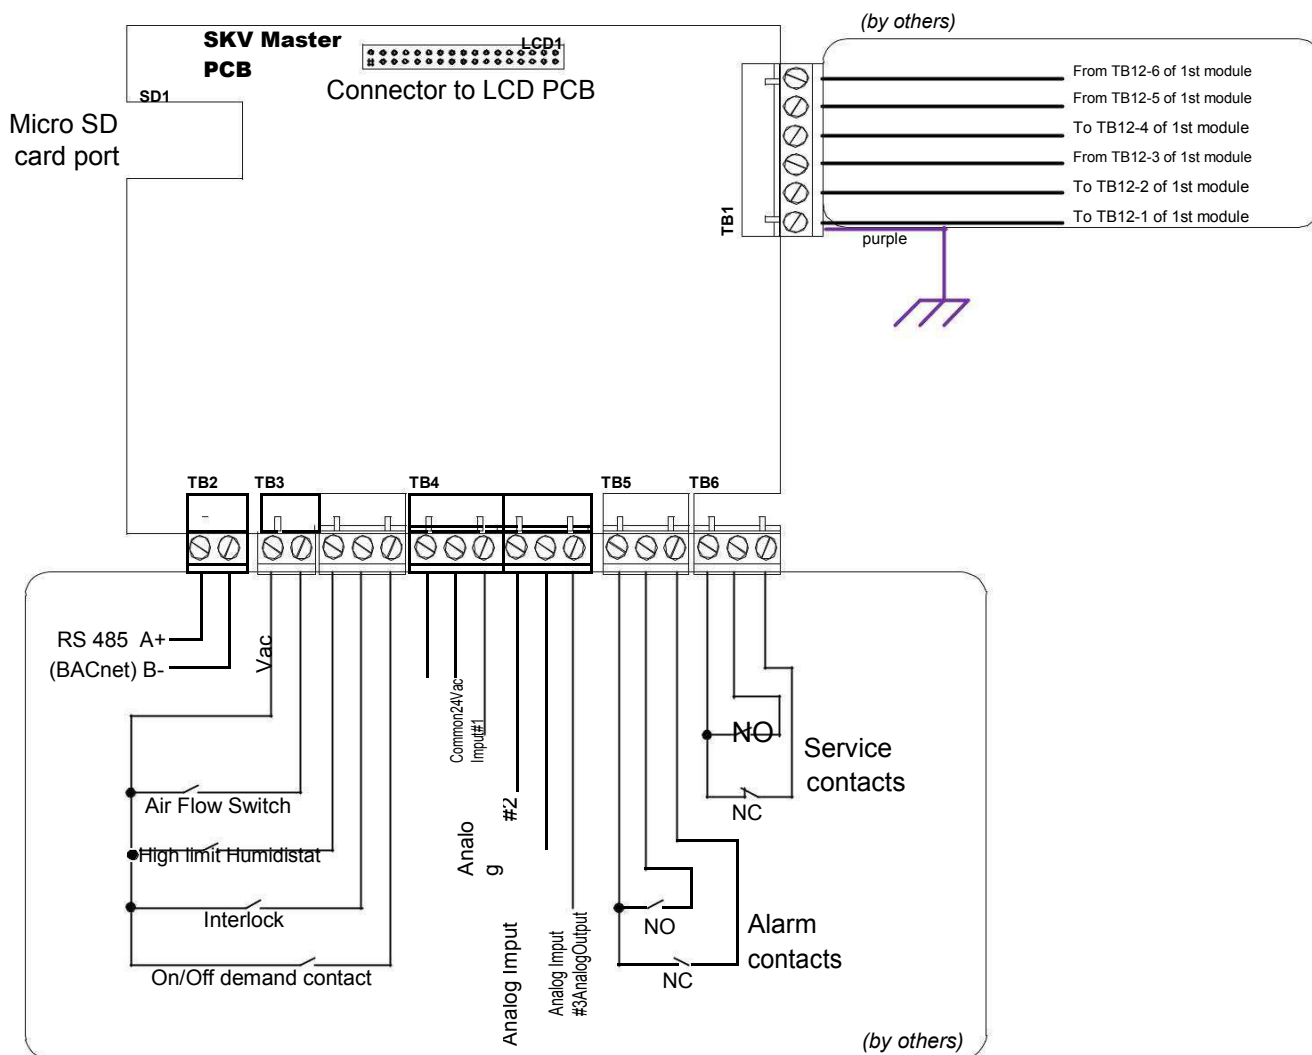 (by others)
SKV Master
PCB
LCD1
Connector to LCD PCB
SD1
Micro SD
card port
From TB12-6 of 1st module
From TB12-5 of 1st module
To TB12-4 of 1st module
From TB12-3 of 1st module
To TB12-2 of 1st module
To TB12-1 of 1st module
TB1
purple
TB2
TB3
TB4
TB5
TB6
RS 485 A+
(BACnet) B-
Vac
Common24Vac
Imput#1
Analo
g
#2
Analog Imput
Analog Imput
#3AnalogOutput
Air Flow Switch
High limit Humidistat
Interlock
On/Off demand contact
NO
Service
contacts
NC
NO
Alarm
contacts
NC
(by others)